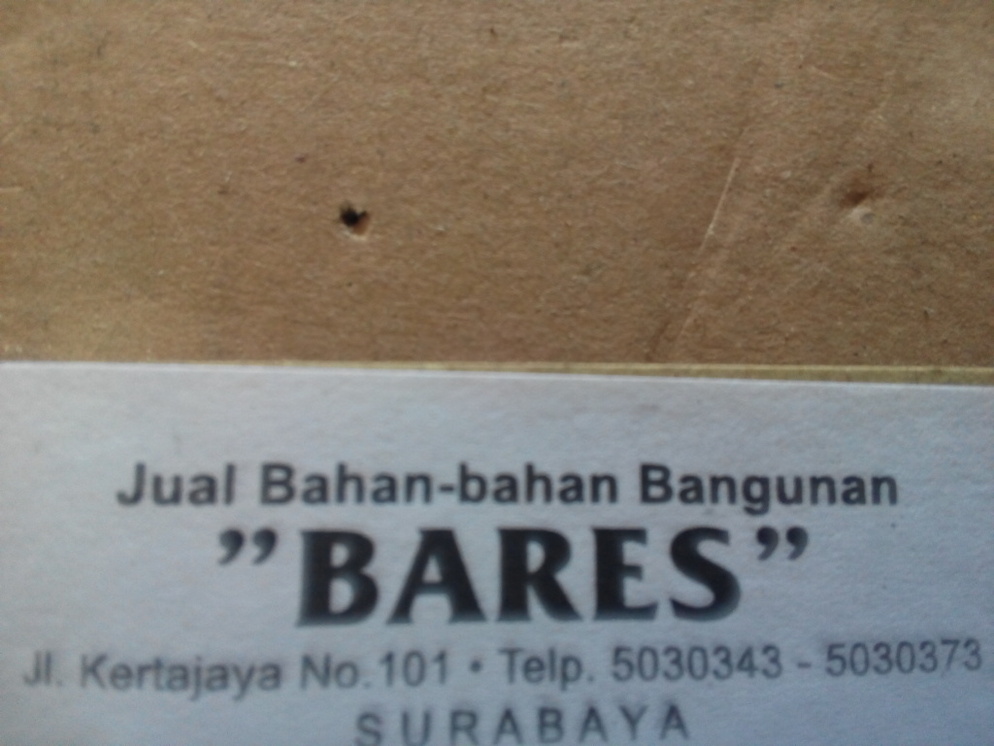 Jual Bahan-bahan Bangunan
”BARES”
Jl. Kertajaya No.101 • Telp. 5030343 - 5030373
SURABAYA